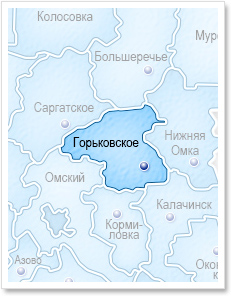 Колосовка
Муро
Большеречье
Саргатское
Горьковское
Нижняя
Омка
Омский
Калачинск
Корми-
ловка
Азово
Око
к